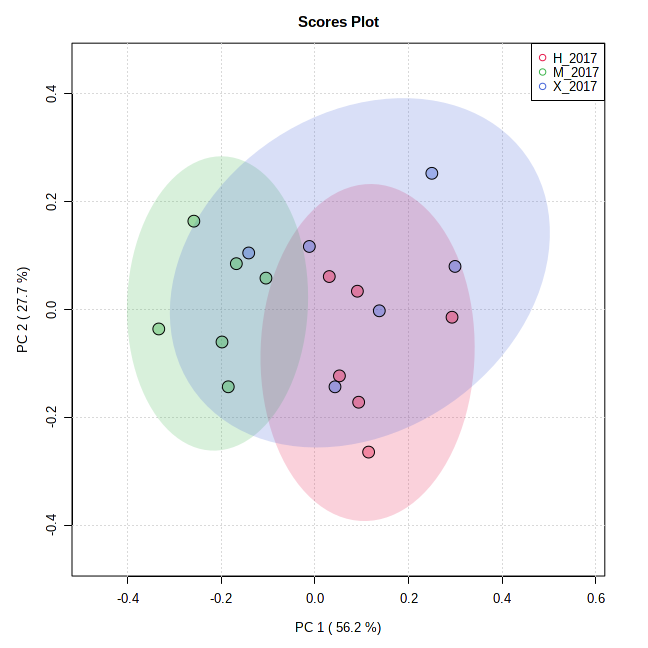 Scores Plot
H_2017
M_2017
X_2017
0.4
0.2
0.0
-0.2
-0.4
PC 2 ( 27.7 %)
-0.4 -0.2 0.0 0.2 0.4 0.6
PC 1 ( 56.2 %)